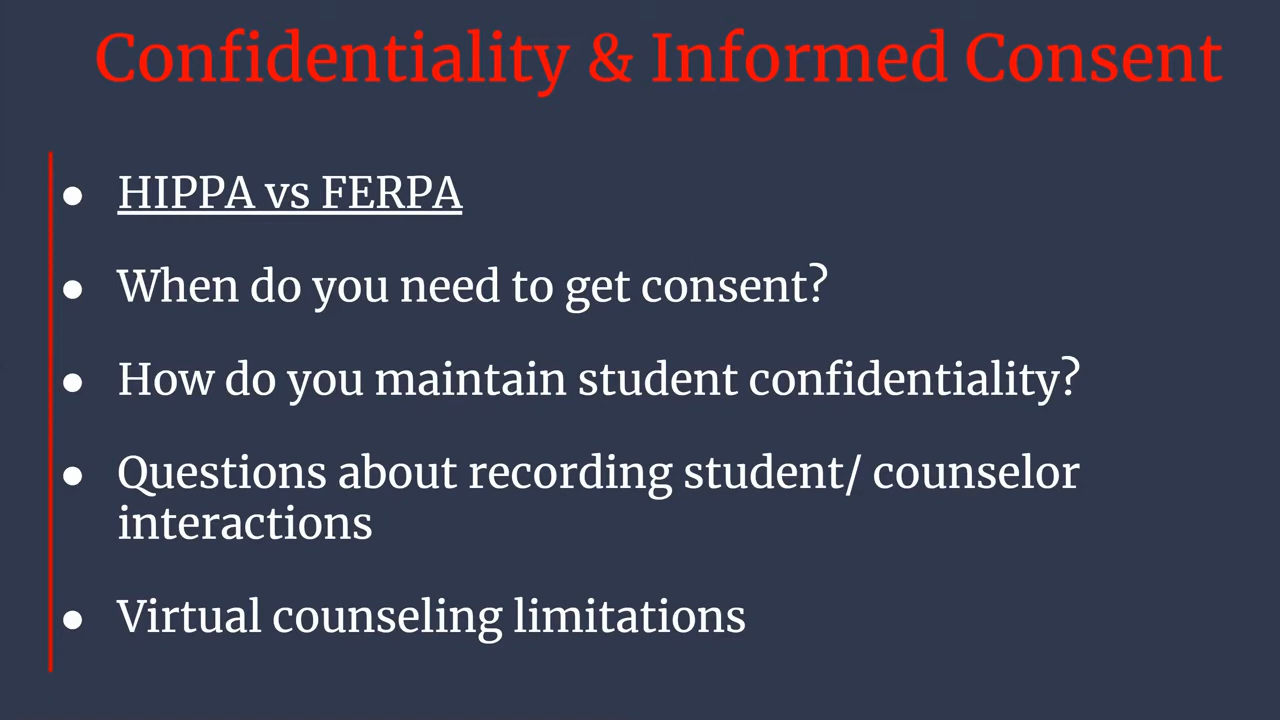 Confidentiality & Informed Consent
● HIPPA vs FERPA
● When do you need to get consent?
● How do you maintain student confidentiality?
● Questions about recording student/ counselor
interactions
● Virtual counseling limitations